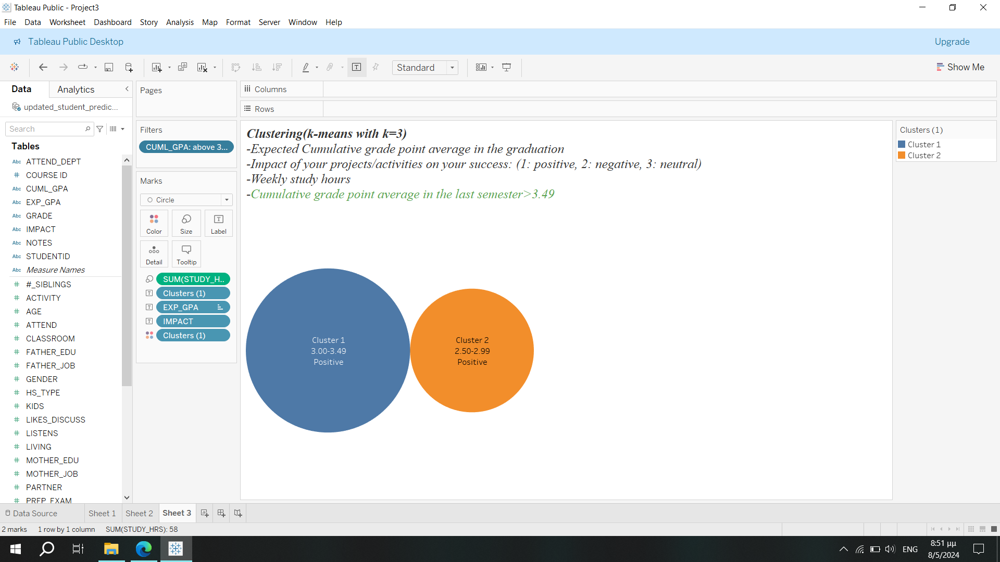 Tableau Public - Project3
File Data Worksheet Dashboard Story Analysis Map Format Server Window Help
Tableau Public Desktop
Upgrade
Standard
Show Me
Data
Analytics
updated_student_predic...
Search
Tables
Abc ATTEND_DEPT
# COURSE ID
Abc CUML_GPA
Abc EXP_GPA
Abc GRADE
Abc IMPACT
Abc NOTES
Abc STUDENTID
Abc Measure Names
# #_SIBLINGS
# ACTIVITY
# AGE
# ATTEND
# CLASSROOM
# FATHER_EDU
# FATHER_JOB
# GENDER
# HS_TYPE
# KIDS
# LIKES_DISCUSS
# LISTENS
# LIVING
# MOTHER_EDU
# MOTHER_JOB
# PARTNER
# PREP_EXAM
Pages
Filters
CUML_GPA: above 3...
Marks
Circle
Color
Size
Label
Detail
Tooltip
SUM(STUDY_H..
Clusters (1)
EXP_GPA
IMPACT
Clusters (1)
Columns
Rows
Clustering(k-means with k=3)
-Expected Cumulative grade point average in the graduation
-Impact of your projects/activities on your success: (1: positive, 2: negative, 3: neutral)
-Weekly study hours
-Cumulative grade point average in the last semester>3.49
Cluster 1
3.00-3.49
Positive
Cluster 2
2.50-2.99
Positive
Clusters (1)
Cluster 1
Cluster 2
Data Source
Sheet 1
Sheet 2
Sheet 3
2 marks
1 row by 1 column
SUM(STUDY_HRS): 58
ENG
8:51 μμ
8/5/2024